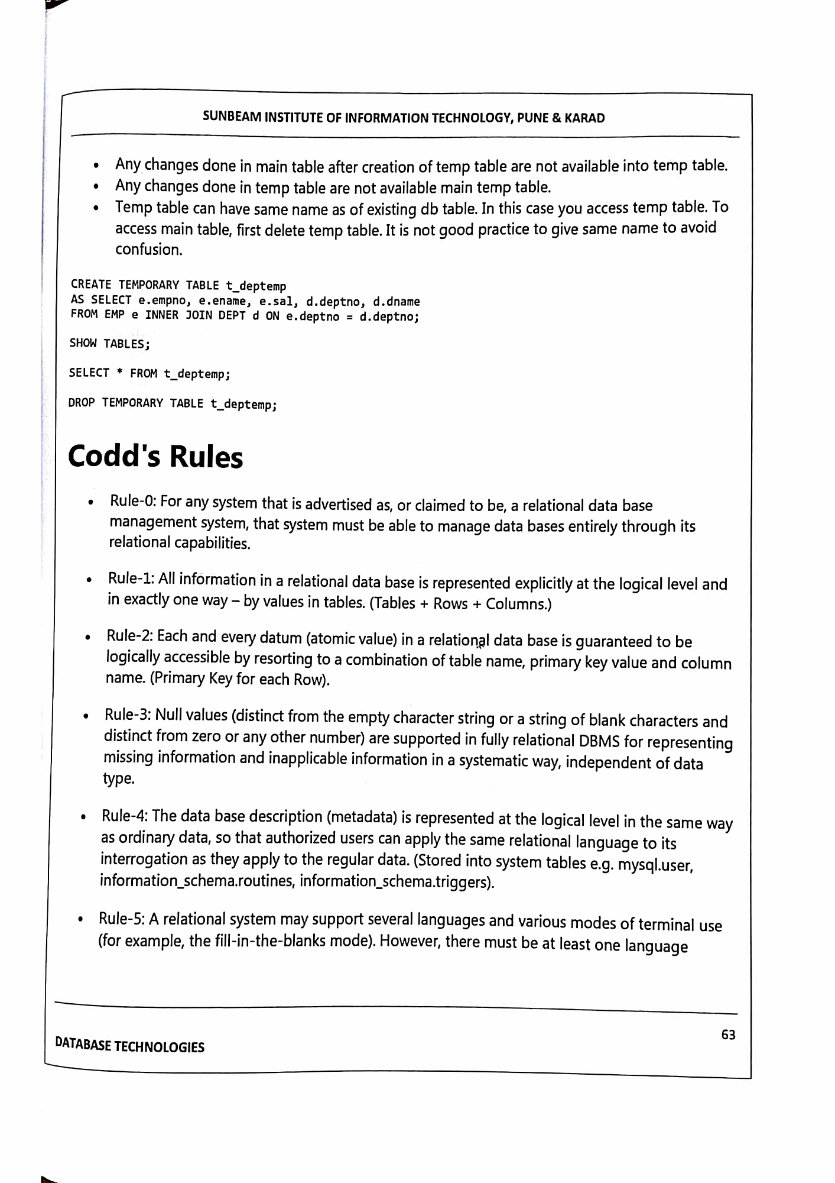 SUNBEAM INSTITUTE OF INFORMATION TECHNOLOGY, PUNE & KARAD
• Any changes done in main table after creation of temp table are not available into temp table.
• Any changes done in temp table are not available main temp table.
• Temp table can have same name as of existing db table. In this case you access temp table. To
access main table, first delete temp table. It is not good practice to give same name to avoid
confusion.
CREATE TEMPORARY TABLE t_deptemp
AS SELECT e.empno, e.ename, e.sal, d.deptno, d.dname
FROM EMP e INNER JOIN DEPT d ON e.deptno = d.deptno;
SHOW TABLES;
SELECT * FROM t_deptemp;
DROP TEMPORARY TABLE t_deptemp;
Codd's Rules
• Rule-0: For any system that is advertised as, or claimed to be, a relational data base
management system, that system must be able to manage data bases entirely through its
relational capabilities.
• Rule-1: All information in a relational data base is represented explicitly at the logical level and
in exactly one way – by values in tables. (Tables + Rows + Columns.)
• Rule-2: Each and every datum (atomic value) in a relational data base is guaranteed to be
logically accessible by resorting to a combination of table name, primary key value and column
name. (Primary Key for each Row).
• Rule-3: Null values (distinct from the empty character string or a string of blank characters and
distinct from zero or any other number) are supported in fully relational DBMS for representing
missing information and inapplicable information in a systematic way, independent of data
type.
• Rule-4: The data base description (metadata) is represented at the logical level in the same way
as ordinary data, so that authorized users can apply the same relational language to its
interrogation as they apply to the regular data. (Stored into system tables e.g. mysql.user,
information_schema.routines, information_schema.triggers).
• Rule-5: A relational system may support several languages and various modes of terminal use
(for example, the fill-in-the-blanks mode). However, there must be at least one language
DATABASE TECHNOLOGIES
63